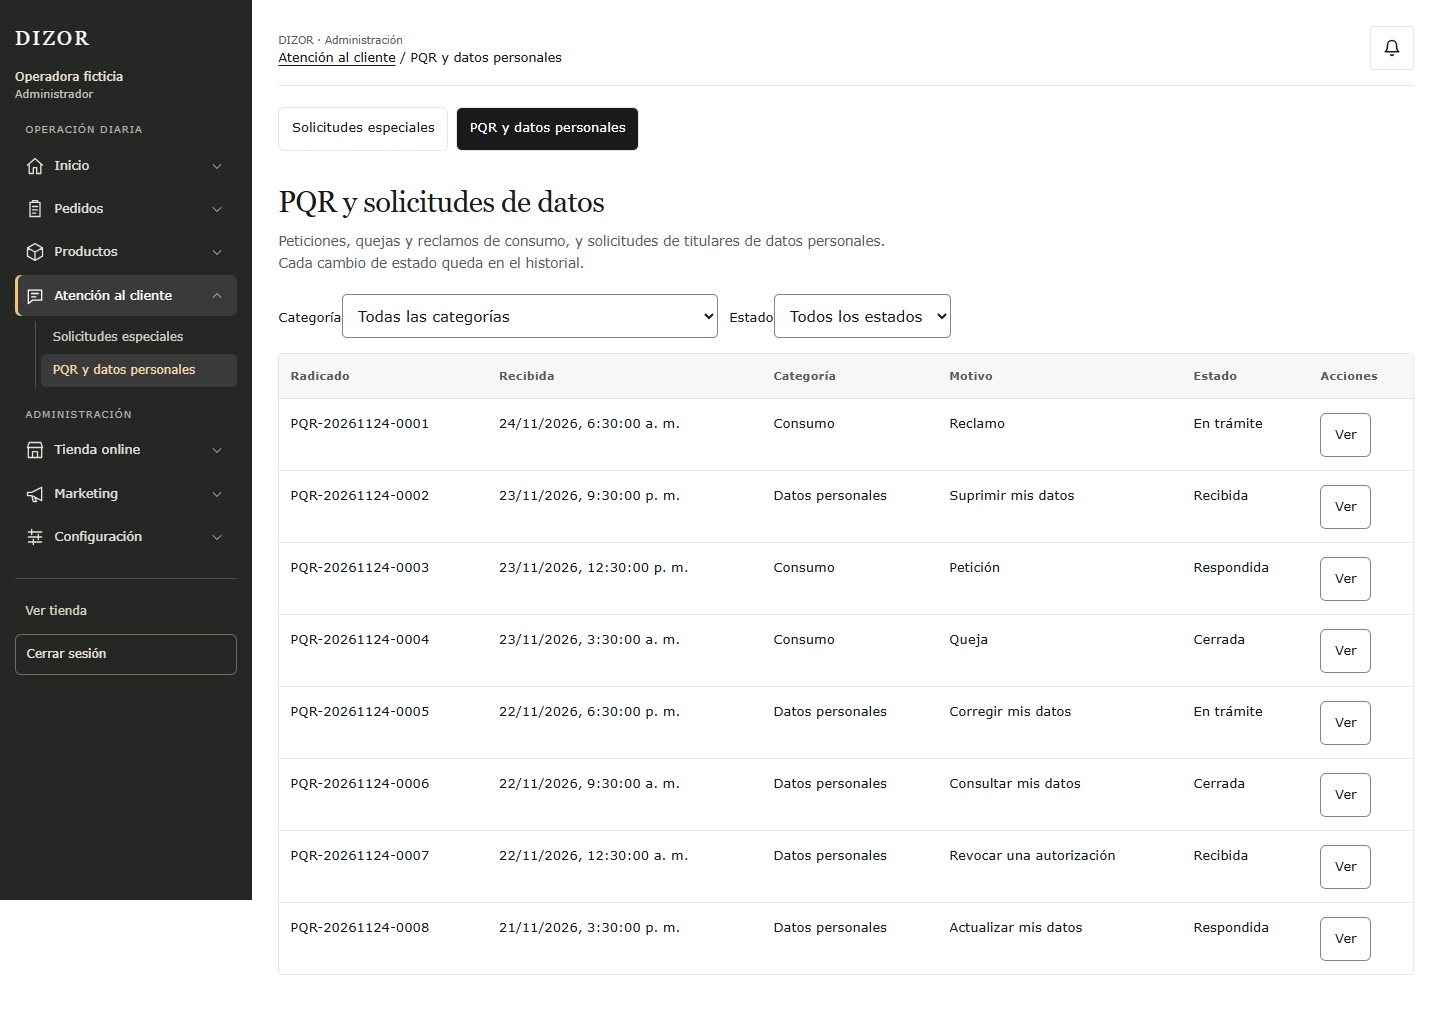 DIZOR
Operadora ficticia
Administrador
OPERACIÓN DIARIA
Inicio
Pedidos
Productos
Atención al cliente
Solicitudes especiales
PQR y datos personales
ADMINISTRACIÓN
Tienda online
Marketing
Configuración
Ver tienda
Cerrar sesión
DIZOR · Administración
Atención al cliente / PQR y datos personales
Solicitudes especiales PQR y datos personales
PQR y solicitudes de datos
Peticiones, quejas y reclamos de consumo, y solicitudes de titulares de datos personales.
Cada cambio de estado queda en el historial.
Categoría Todas las categorías Estado Todos los estados
Radicado Recibida Categoría Motivo Estado Acciones
PQR-20261124-0001 24/11/2026, 6:30:00 a. m. Consumo Reclamo En trámite Ver
PQR-20261124-0002 23/11/2026, 9:30:00 p. m. Datos personales Suprimir mis datos Recibida Ver
PQR-20261124-0003 23/11/2026, 12:30:00 p. m. Consumo Petición Respondida Ver
PQR-20261124-0004 23/11/2026, 3:30:00 a. m. Consumo Queja Cerrada Ver
PQR-20261124-0005 22/11/2026, 6:30:00 p. m. Datos personales Corregir mis datos En trámite Ver
PQR-20261124-0006 22/11/2026, 9:30:00 a. m. Datos personales Consultar mis datos Cerrada Ver
PQR-20261124-0007 22/11/2026, 12:30:00 a. m. Datos personales Revocar una autorización Recibida Ver
PQR-20261124-0008 21/11/2026, 3:30:00 p. m. Datos personales Actualizar mis datos Respondida Ver